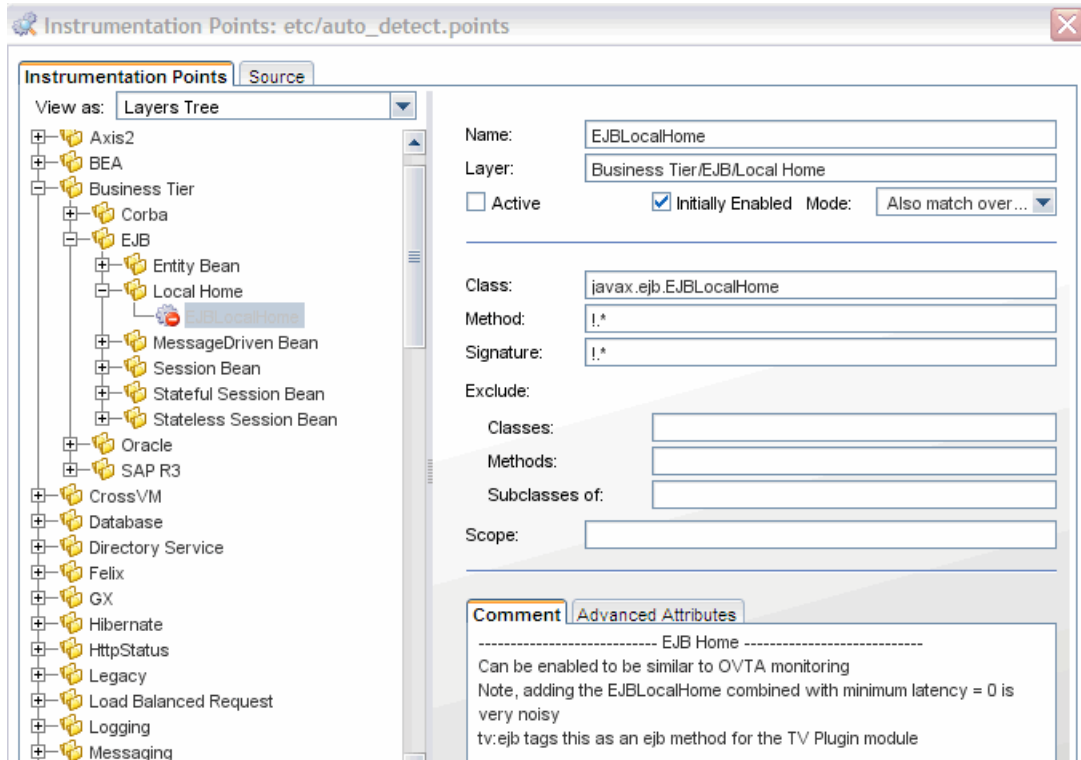 Instrumentation Points: etc/auto_detect.points
Instrumentation Points
Source
View as: Layers Tree
Axis2
BEA
Business Tier
Corba
EJB
Entity Bean
Local Home
EJBLocalHome
MessageDriven Bean
Session Bean
Stateful Session Bean
Stateless Session Bean
Oracle
SAP R3
CrossVM
Database
Directory Service
Felix
GX
Hibernate
HttpStatus
Legacy
Load Balanced Request
Logging
Messaging
Name: EJBLocalHome
Layer: Business Tier/EJB/Local Home
Active Initially Enabled Mode: Also match over...
Class: javax.ejb.EJBLocalHome
Method: !.*
Signature: !.*
Exclude:
Classes:
Methods:
Subclasses of:
Scope:
Comment Advanced Attributes
---------------------------- EJB Home ----------------------------
Can be enabled to be similar to OVTA monitoring
Note, adding the EJBLocalHome combined with minimum latency = 0 is
very noisy
tv:ejb tags this as an ejb method for the TV Plugin module